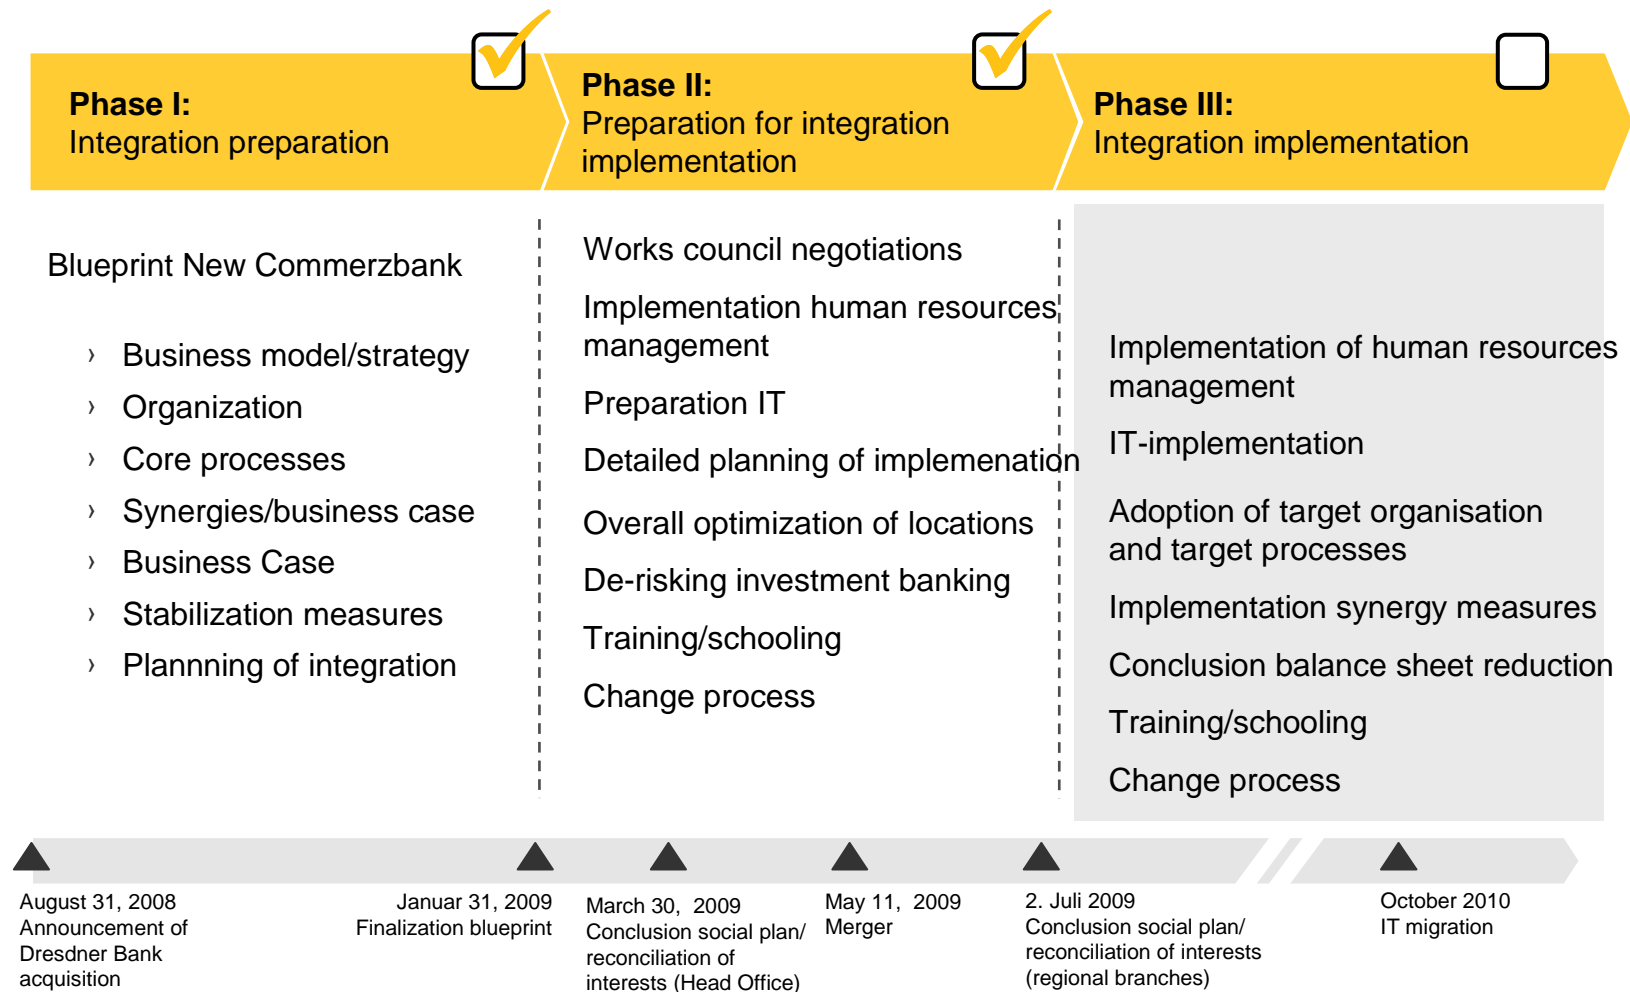 Phase I:
Integration preparation
Phase II:
Preparation for integration
implementation
Phase III:
Integration implementation
Blueprint New Commerzbank
› Business model/strategy
› Organization
› Core processes
› Synergies/business case
› Business Case
› Stabilization measures
› Plannning of integration
Works council negotiations
Implementation human resources
management
Preparation IT
Detailed planning of implemenation
Overall optimization of locations
De-risking investment banking
Training/schooling
Change process
Implementation of human resources
management
IT-implementation
Adoption of target organisation
and target processes
Implementation synergy measures
Conclusion balance sheet reduction
Training/schooling
Change process
August 31, 2008
Announcement of
Dresdner Bank
acquisition
Januar 31, 2009
Finalization blueprint
March 30, 2009
Conclusion social plan/
reconciliation of
interests (Head Office)
May 11, 2009
Merger
2. Juli 2009
Conclusion social plan/
reconciliation of interests
(regional branches)
October 2010
IT migration